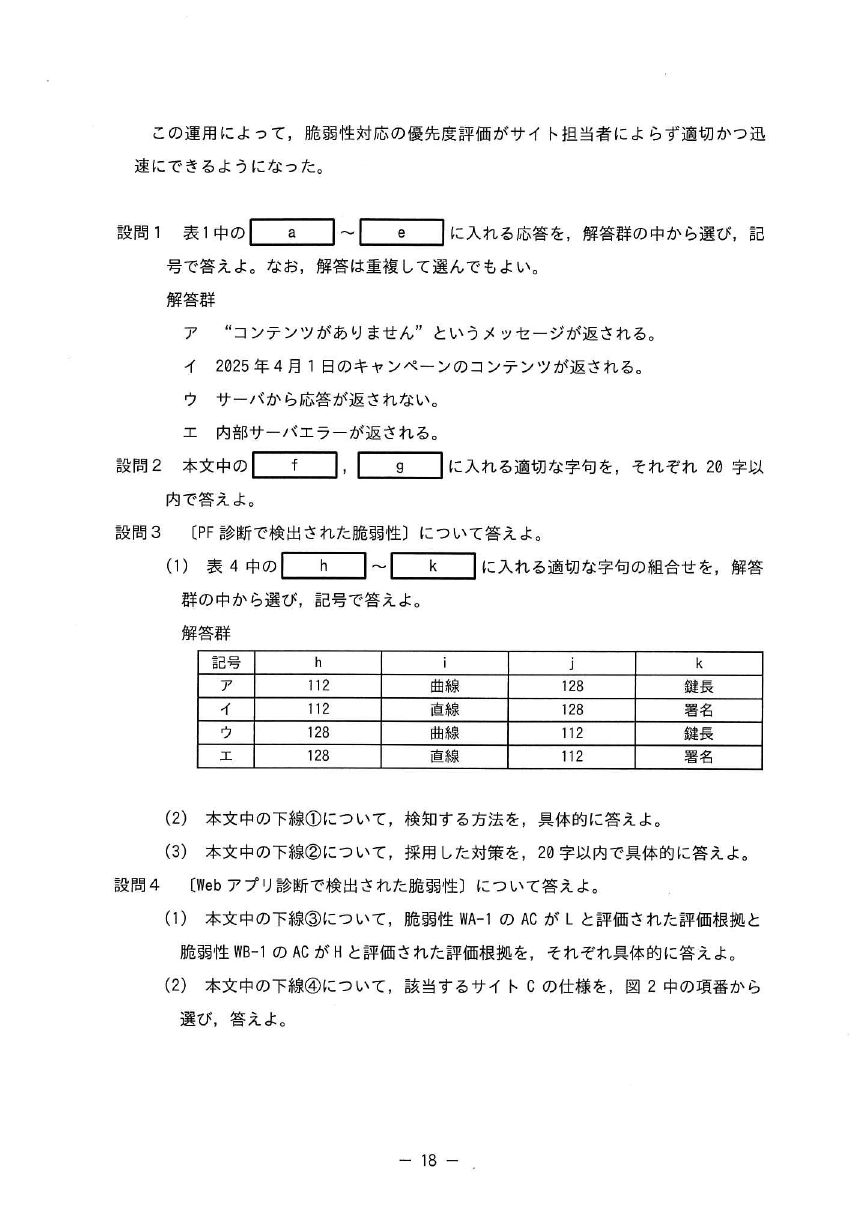 この運用によって，脆弱性対応の優先度評価がサイト担当者によらず適切かつ迅
速にできるようになった。
設問1 表1中の a ～ e に入れる応答を，解答群の中から選び，記
号で答えよ。なお，解答は重複して選んでもよい。
解答群
ア “コンテンツがありません”というメッセージが返される。
イ 2025年4月1日のキャンペーンのコンテンツが返される。
ウ サーバから応答が返されない。
エ 内部サーバエラーが返される。
設問2 本文中の f ， g に入れる適切な字句を，それぞれ 20 字以
内で答えよ。
設問3 〔PF 診断で検出された脆弱性〕について答えよ。
(1) 表 4 中の h ～ k に入れる適切な字句の組合せを，解答
群の中から選び，記号で答えよ。
解答群
記号 h i j k
ア 112 曲線 128 鍵長
イ 112 直線 128 署名
ウ 128 曲線 112 鍵長
エ 128 直線 112 署名
(2) 本文中の下線①について，検知する方法を，具体的に答えよ。
(3) 本文中の下線②について，採用した対策を，20 字以内で具体的に答えよ。
設問4 〔Web アプリ診断で検出された脆弱性〕について答えよ。
(1) 本文中の下線③について，脆弱性 WA-1 の AC が L と評価された評価根拠と
脆弱性 WB-1 の AC が H と評価された評価根拠を，それぞれ具体的に答えよ。
(2) 本文中の下線④について，該当するサイト C の仕様を，図 2 中の項番から
選び，答えよ。
－ 18 －